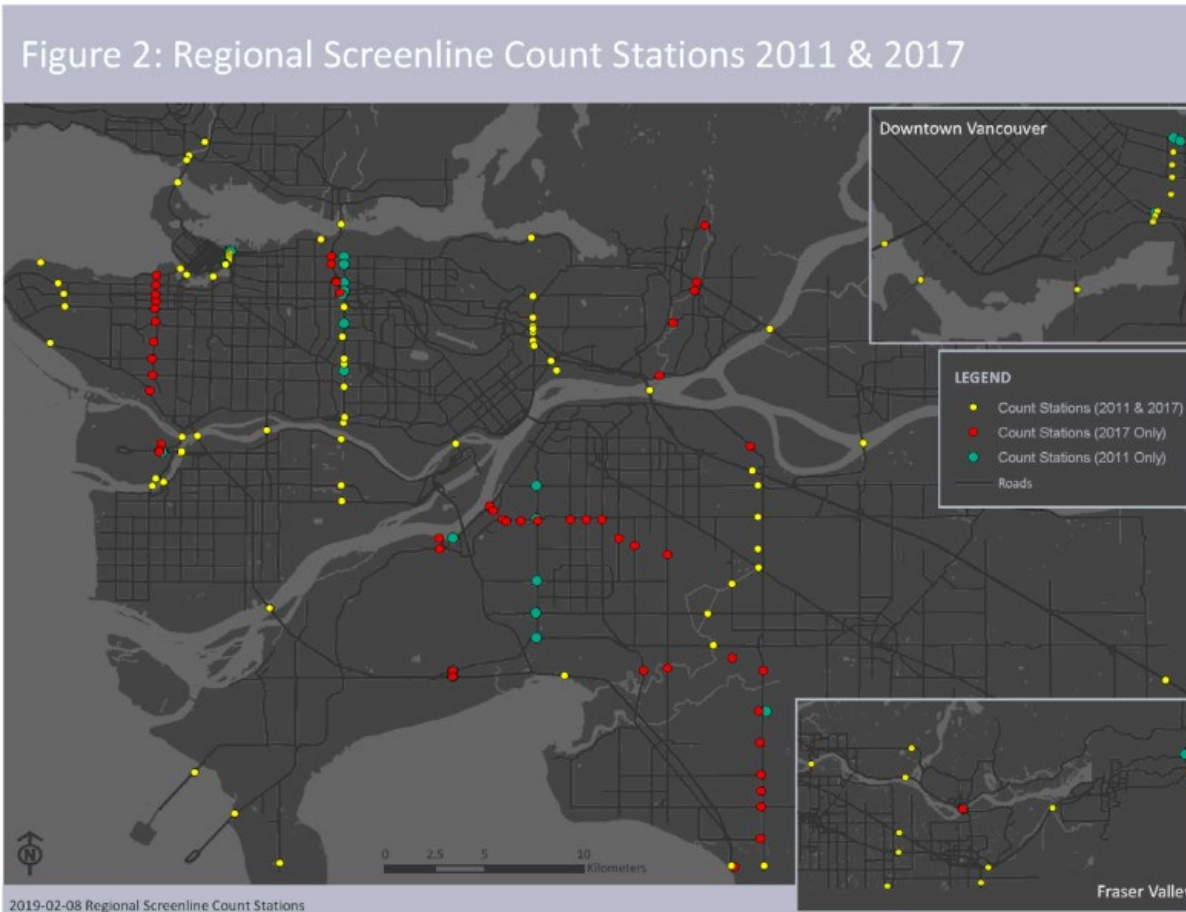 Figure 2: Regional Screenline Count Stations 2011 & 2017
Downtown Vancouver
LEGEND
Count Stations (2011 & 2017)
Count Stations (2017 Only)
Count Stations (2011 Only)
Roads
N
0 2.5 5 10
Kilometers
Fraser Valley
2019-02-08 Regional Screenline Count Stations